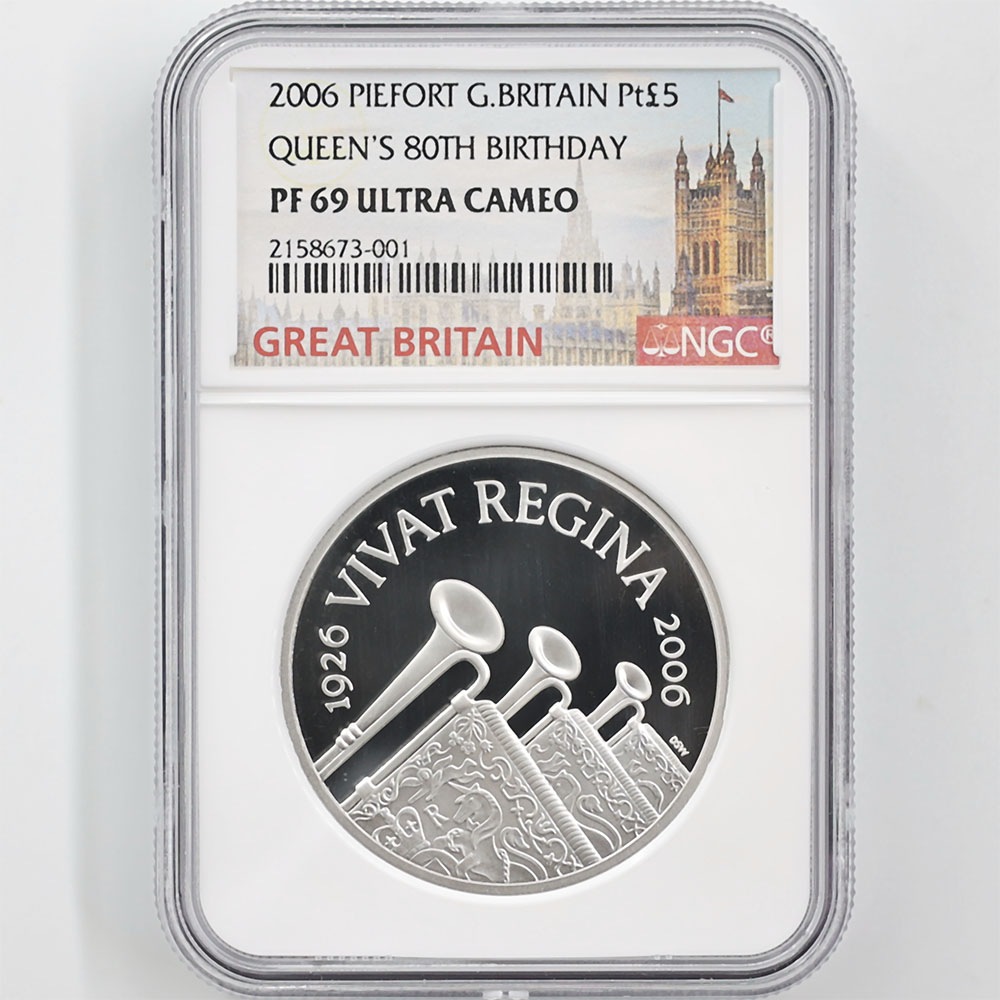 2006 PIEFORT G.BRITAIN Pt£5
QUEEN'S 80TH BIRTHDAY
PF 69 ULTRA CAMEO
2158673-001
GREAT BRITAIN
NGC®
1926 VIVAT REGINA 2006
R